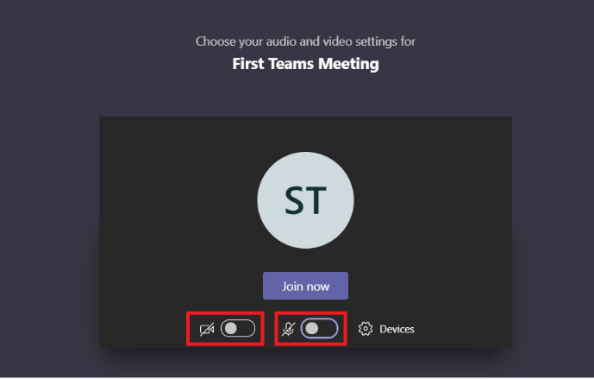 Choose your audio and video settings for
First Teams Meeting
ST
Join now
Devices